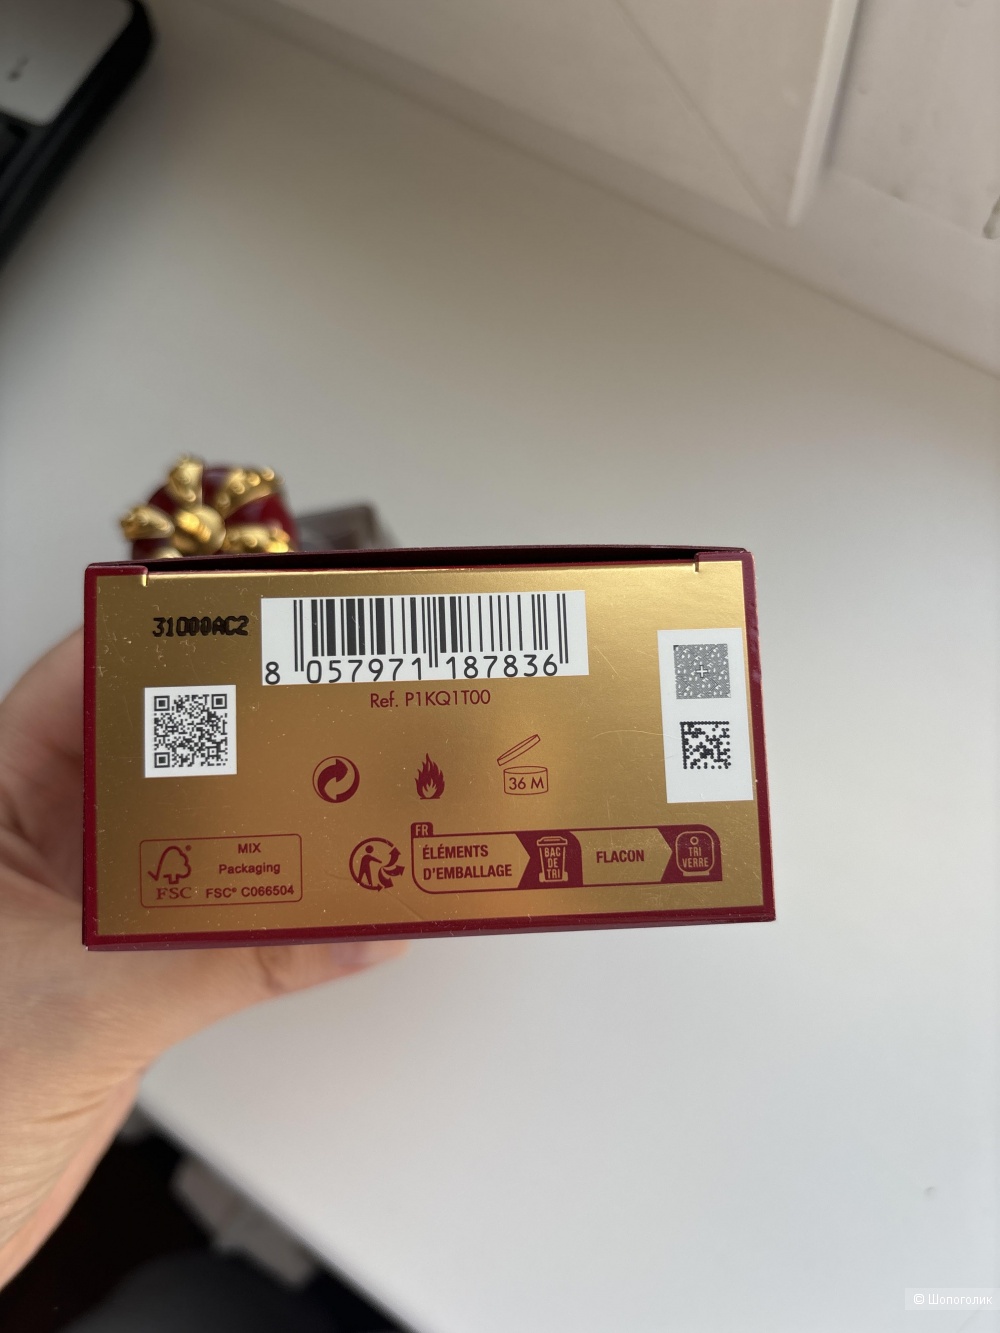 31000AC2
8 057971 187836
Ref. P1KQ1T00
36 M
MIX
Packaging
FSC® C066504
FSC
FR
ÉLÉMENTS
D'EMBALLAGE
BAC
DE
TRI
FLACON
TRI
VERRE
© Шопоголик